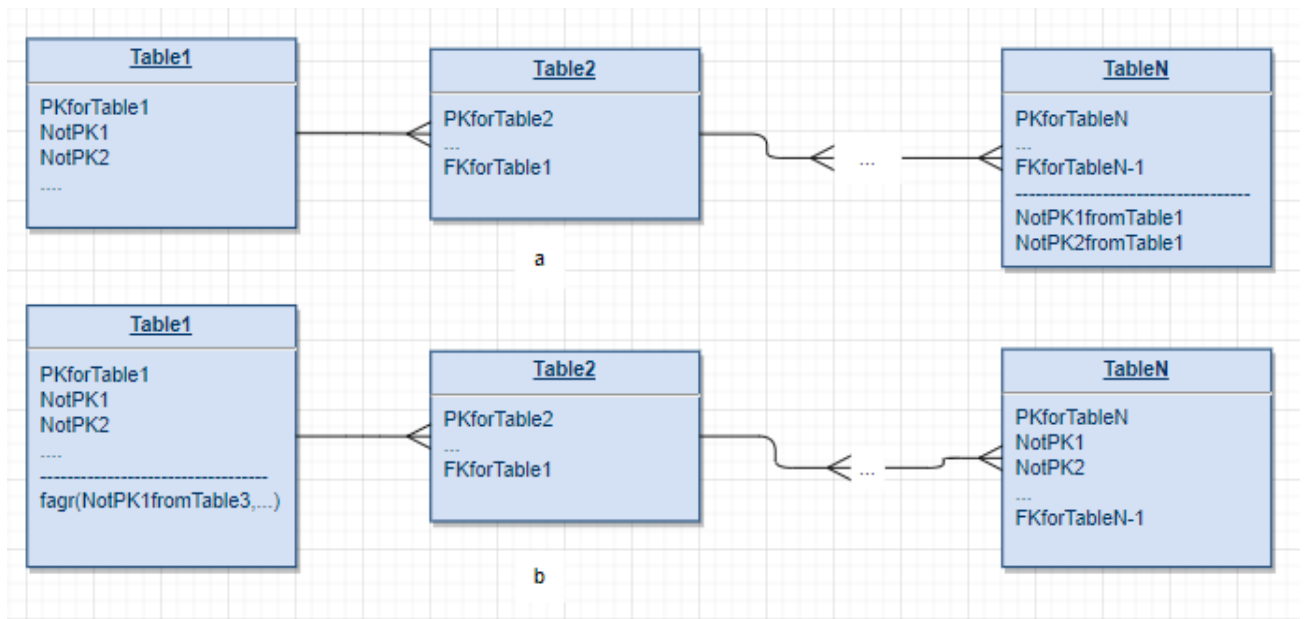 Table1
PKforTable1
NotPK1
NotPK2
....
Table2
PKforTable2
...
FKforTable1
...
TableN
PKforTableN
...
FKforTableN-1
------------------------------------
NotPK1fromTable1
NotPK2fromTable1
a
Table1
PKforTable1
NotPK1
NotPK2
....
------------------------------------
fagr(NotPK1fromTable3,...)
Table2
PKforTable2
...
FKforTable1
...
TableN
PKforTableN
NotPK1
NotPK2
...
FKforTableN-1
b